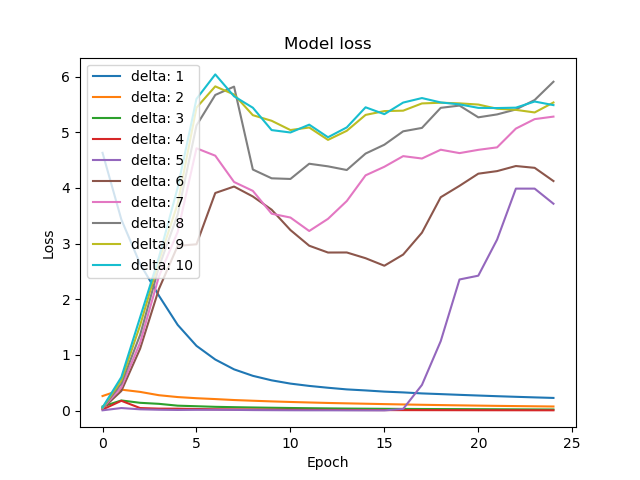 Model loss
6
5
4
3
2
1
0
Loss
delta: 1
delta: 2
delta: 3
delta: 4
delta: 5
delta: 6
delta: 7
delta: 8
delta: 9
delta: 10
0 5 10 15 20 25
Epoch